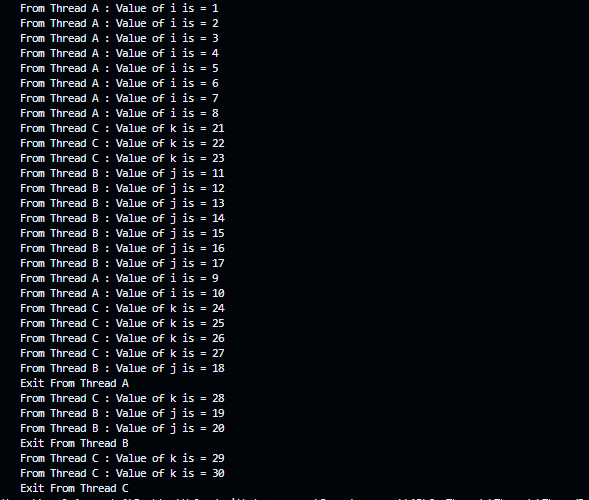 From Thread A : Value of i is = 1
From Thread A : Value of i is = 2
From Thread A : Value of i is = 3
From Thread A : Value of i is = 4
From Thread A : Value of i is = 5
From Thread A : Value of i is = 6
From Thread A : Value of i is = 7
From Thread A : Value of i is = 8
From Thread C : Value of k is = 21
From Thread C : Value of k is = 22
From Thread C : Value of k is = 23
From Thread B : Value of j is = 11
From Thread B : Value of j is = 12
From Thread B : Value of j is = 13
From Thread B : Value of j is = 14
From Thread B : Value of j is = 15
From Thread B : Value of j is = 16
From Thread B : Value of j is = 17
From Thread A : Value of i is = 9
From Thread A : Value of i is = 10
From Thread C : Value of k is = 24
From Thread C : Value of k is = 25
From Thread C : Value of k is = 26
From Thread C : Value of k is = 27
From Thread B : Value of j is = 18
Exit From Thread A
From Thread C : Value of k is = 28
From Thread B : Value of j is = 19
From Thread B : Value of j is = 20
Exit From Thread B
From Thread C : Value of k is = 29
From Thread C : Value of k is = 30
Exit From Thread C